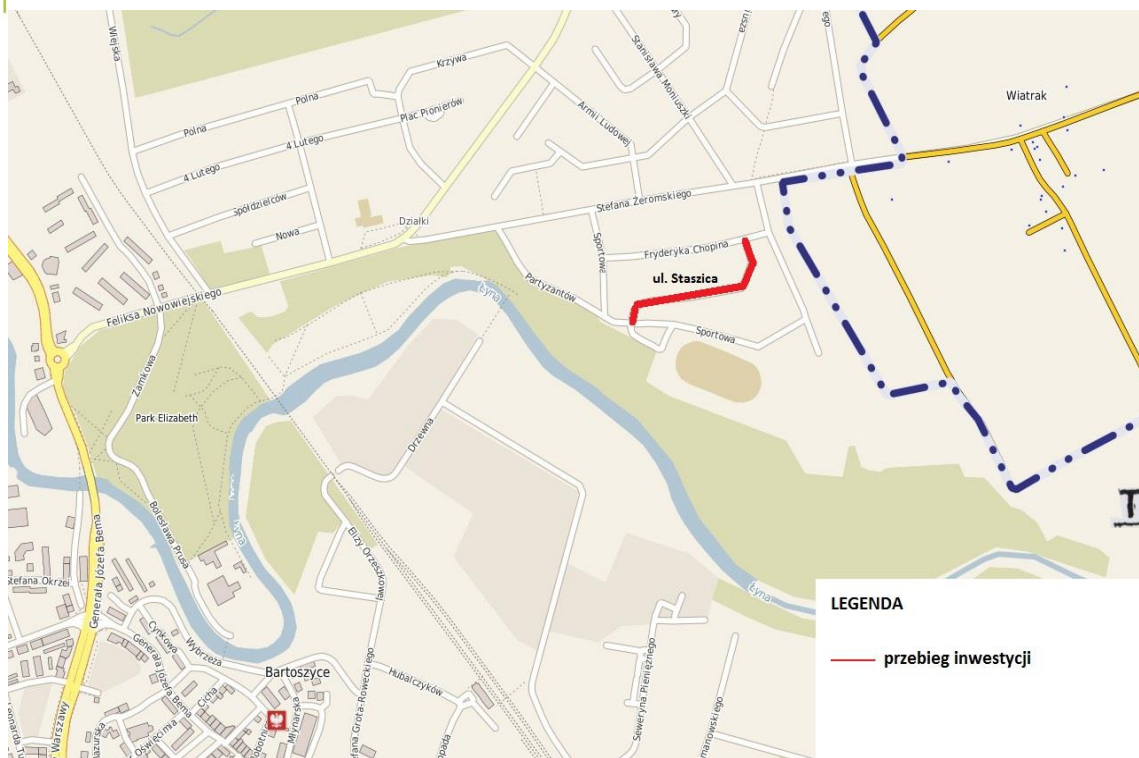 Wiejska
Krzywa
Polna
Polna
Plac Pionierów
4 Lutego
4 Lutego
Armii Ludowej
Stanisława Moniuszki
Wiatrak
Spółdzielców
Nowa
Działki
Stefana Żeromskiego
Sportowa
Fryderyka Chopina
ul. Staszica
Partyzantów
Sportowa
Feliksa Nowowiejskiego
Łyna
Zamkowa
Park Elizabeth
Drzewna
Bolesława Prusa
Łyna
Elizy Orzeszkowej
Generała Józefa Bema
Stefana Okrzei
Łyna
Cynkowa
Generała Józefa Bema
Wybrzeża
Cicha
Bartoszyce
Hubalczyków
Seweryna Pieniężnego
Młynarska
Oświęcimka
Warszawy
LEGENDA
przebieg inwestycji